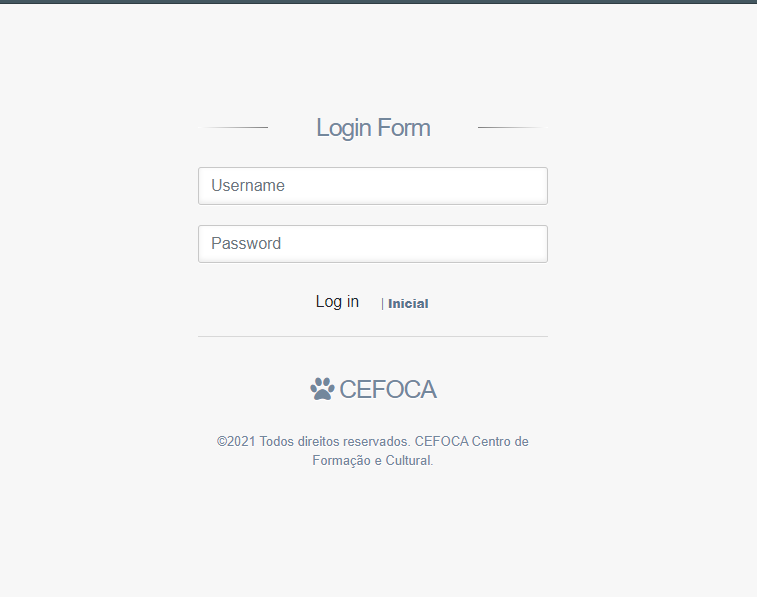 Login Form
Username
Password
Log in | Inicial
CEFOCA
©2021 Todos direitos reservados. CEFOCA Centro de
Formação e Cultural.